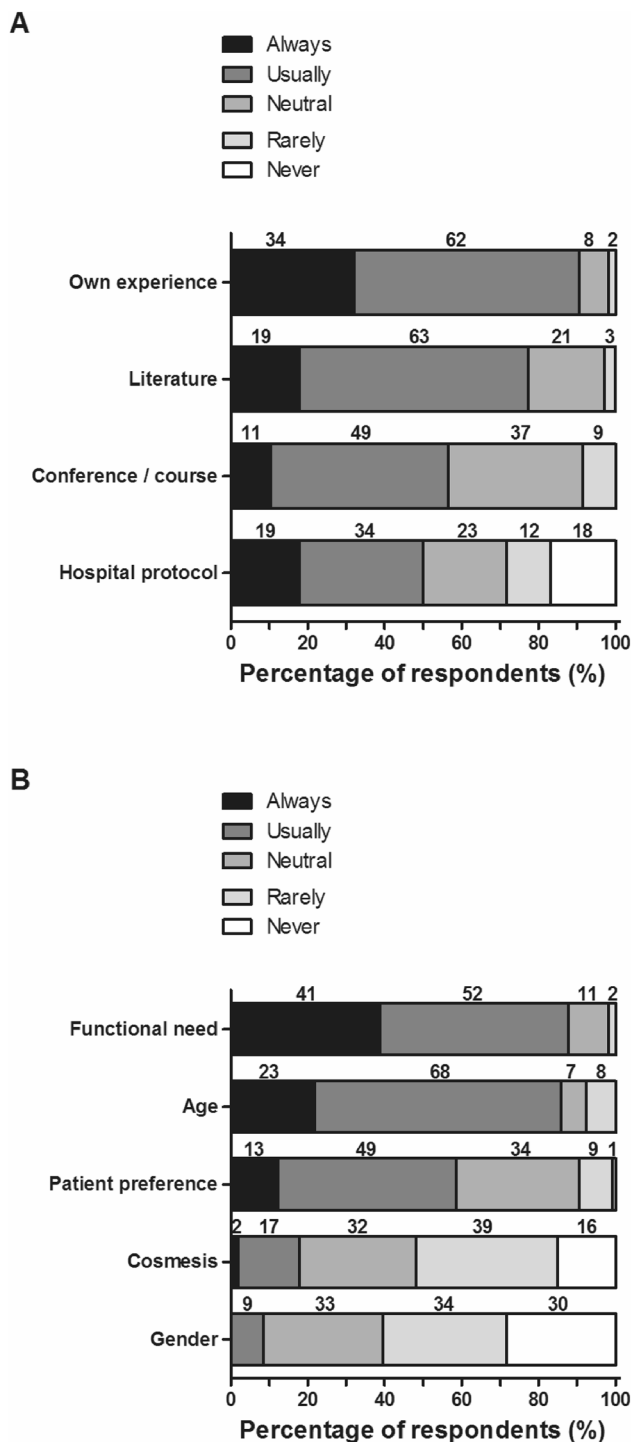 A
Always
Usually
Neutral
Rarely
Never
34 62 8 2
Own experience
19 63 21 3
Literature
11 49 37 9
Conference / course
19 34 23 12 18
Hospital protocol
0 20 40 60 80 100
Percentage of respondents (%)
B
Always
Usually
Neutral
Rarely
Never
41 52 11 2
Functional need
23 68 7 8
Age
13 49 34 9 1
Patient preference
2 17 32 39 16
Cosmesis
9 33 34 30
Gender
0 20 40 60 80 100
Percentage of respondents (%)